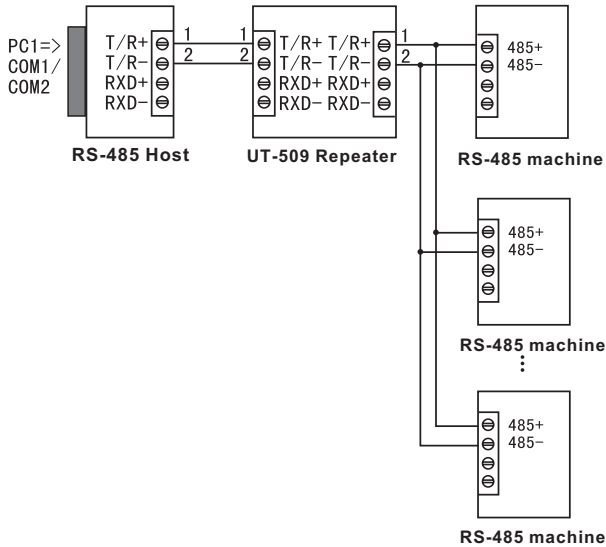 PC1=>
COM1/
COM2
T/R+
T/R-
RXD+
RXD-
1
2
1
2
RS-485 Host
T/R+ T/R+
T/R- T/R-
RXD+ RXD+
RXD- RXD-
1
2
UT-509 Repeater
485+
485-
RS-485 machine
485+
485-
RS-485 machine
485+
485-
RS-485 machine